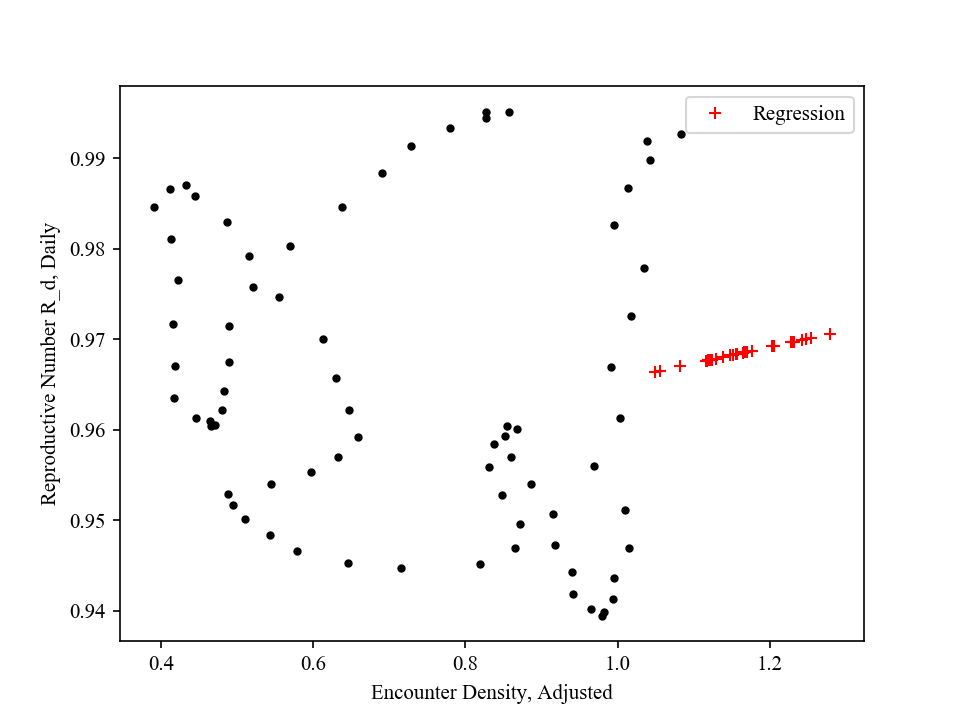 Regression
0.99
0.98
0.97
0.96
0.95
0.94
Reproductive Number R_d, Daily
0.4 0.6 0.8 1.0 1.2
Encounter Density, Adjusted